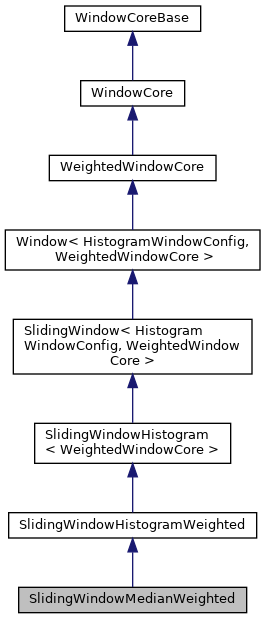 WindowCoreBase
WindowCore
WeightedWindowCore
Window< HistogramWindowConfig,
WeightedWindowCore >
SlidingWindow< Histogram
WindowConfig, WeightedWindow
Core >
SlidingWindowHistogram
< WeightedWindowCore >
SlidingWindowHistogramWeighted
SlidingWindowMedianWeighted